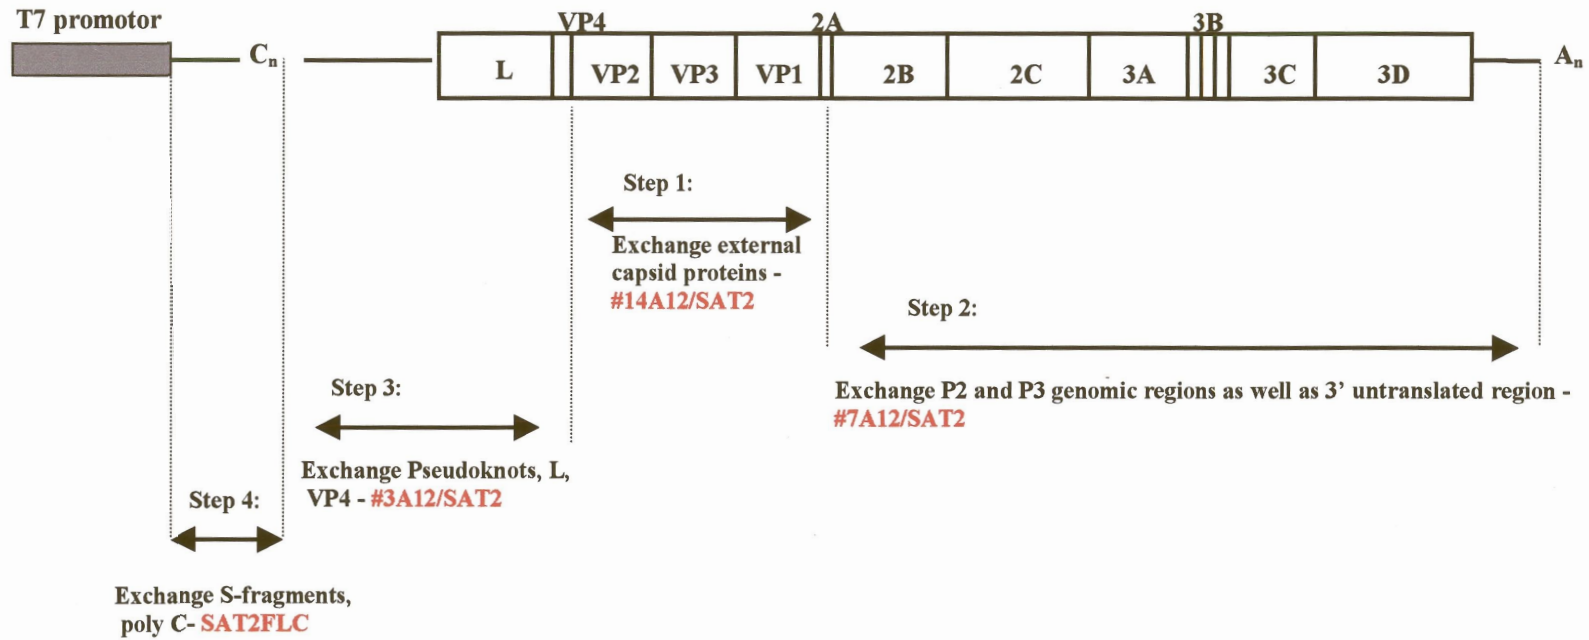 T7 promotor
Cn
VP4
2A
3B
L
VP2
VP3
VP1
2B
2C
3A
3C
3D
An
Step 1:
Exchange external
capsid proteins -
#14A12/SAT2
Step 2:
Exchange P2 and P3 genomic regions as well as 3’ untranslated region -
#7A12/SAT2
Step 3:
Exchange Pseudoknots, L,
VP4 - #3A12/SAT2
Step 4:
Exchange S-fragments,
poly C- SAT2FLC